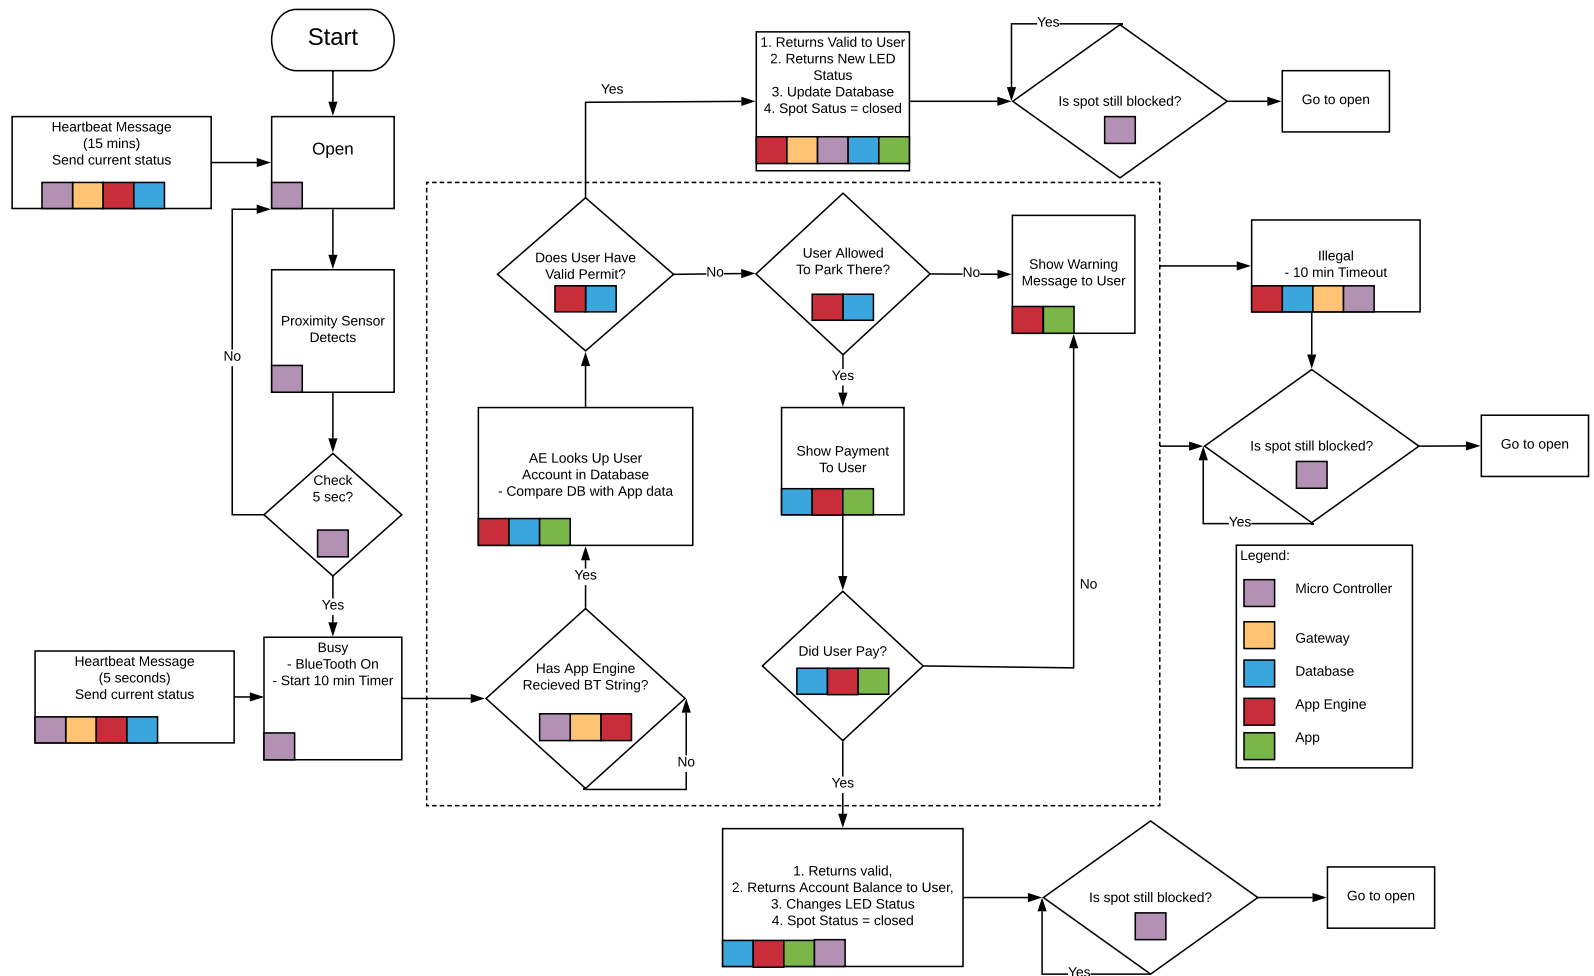 Start
Heartbeat Message
(15 mins)
Send current status
Open
No
Proximity Sensor
Detects
Check
5 sec?
Yes
Heartbeat Message
(5 seconds)
Send current status
Busy
- BlueTooth On
- Start 10 min Timer
Has App Engine
Recieved BT String?
No
Yes
AE Looks Up User
Account in Database
- Compare DB with App data
Does User Have
Valid Permit?
Yes
No
1. Returns Valid to User
2. Returns New LED
Status
3. Update Database
4. Spot Satus = closed
Yes
Is spot still blocked?
Go to open
User Allowed
To Park There?
No
Yes
Show Warning
Message to User
Show Payment
To User
Did User Pay?
No
Yes
1. Returns valid,
2. Returns Account Balance to User,
3. Changes LED Status
4. Spot Status = closed
Is spot still blocked?
Yes
Go to open
Illegal
- 10 min Timeout
Is spot still blocked?
Yes
Go to open
Legend:
Micro Controller
Gateway
Database
App Engine
App